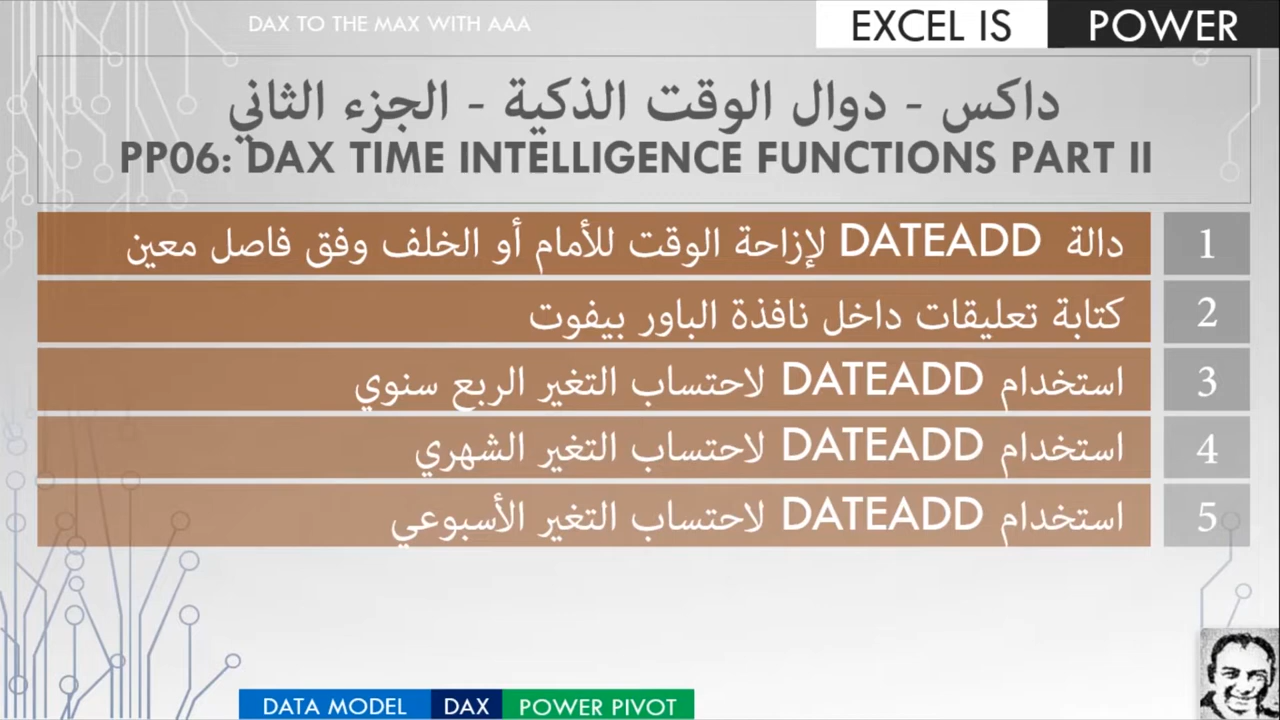 DAX TO THE MAX WITH AAA
EXCEL IS POWER
داكس - دوال الوقت الذكية - الجزء الثاني
PP06: DAX TIME INTELLIGENCE FUNCTIONS PART II
1 دالة DATEADD لإزاحة الوقت للأمام أو الخلف وفق فاصل معين
2 كتابة تعليقات داخل نافذة الباور بيفوت
3 استخدام DATEADD لاحتساب التغير الربع سنوي
4 استخدام DATEADD لاحتساب التغير الشهري
5 استخدام DATEADD لاحتساب التغير الأسبوعي
DATA MODEL DAX POWER PIVOT